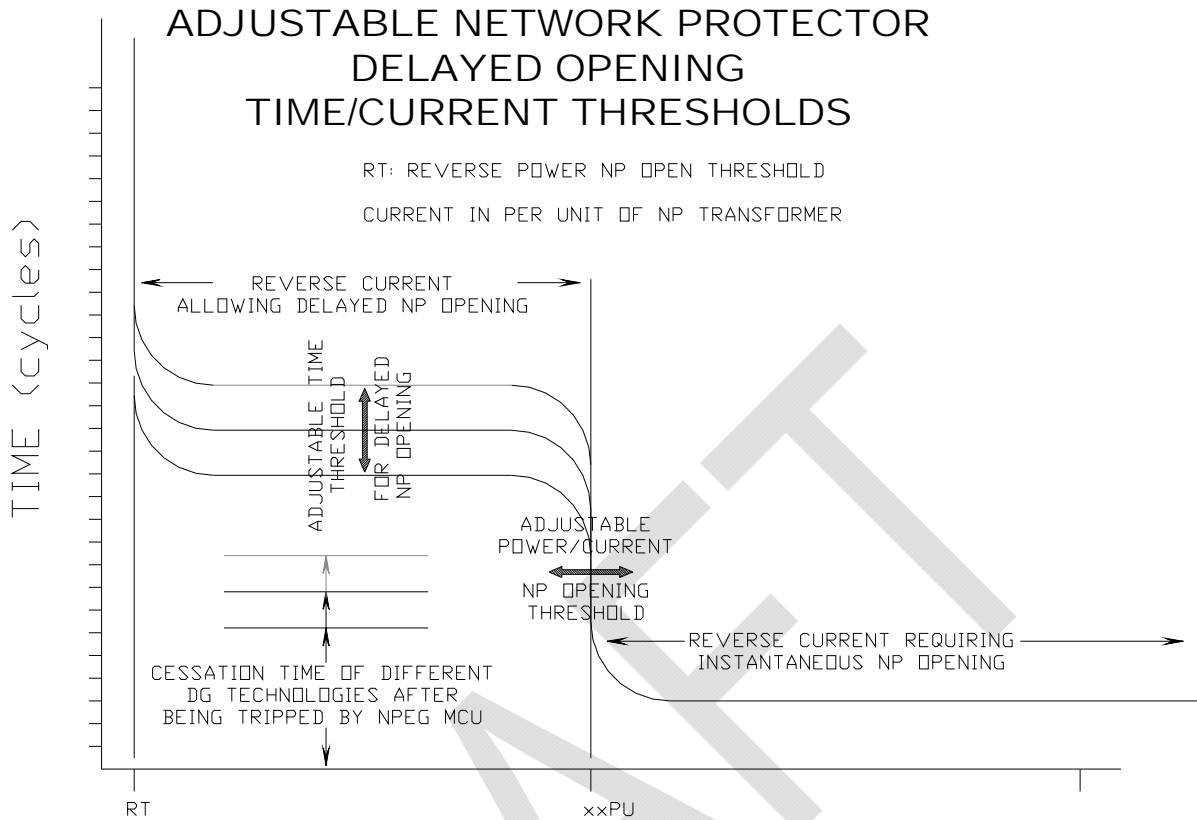 ADJUSTABLE NETWORK PROTECTOR
DELAYED OPENING
TIME/CURRENT THRESHOLDS
RT: REVERSE POWER NP OPEN THRESHOLD
CURRENT IN PER UNIT OF NP TRANSFORMER
TIME (cycles)
REVERSE CURRENT
ALLOWING DELAYED NP OPENING
ADJUSTABLE TIME
THRESHOLD
FOR DELAYED
NP OPENING
ADJUSTABLE
POWER/CURRENT
NP OPENING
THRESHOLD
REVERSE CURRENT REQUIRING
INSTANTANEOUS NP OPENING
CESSATION TIME OF DIFFERENT
DG TECHNOLOGIES AFTER
BEING TRIPPED BY NPEG MCU
RT
xxPU
AFT